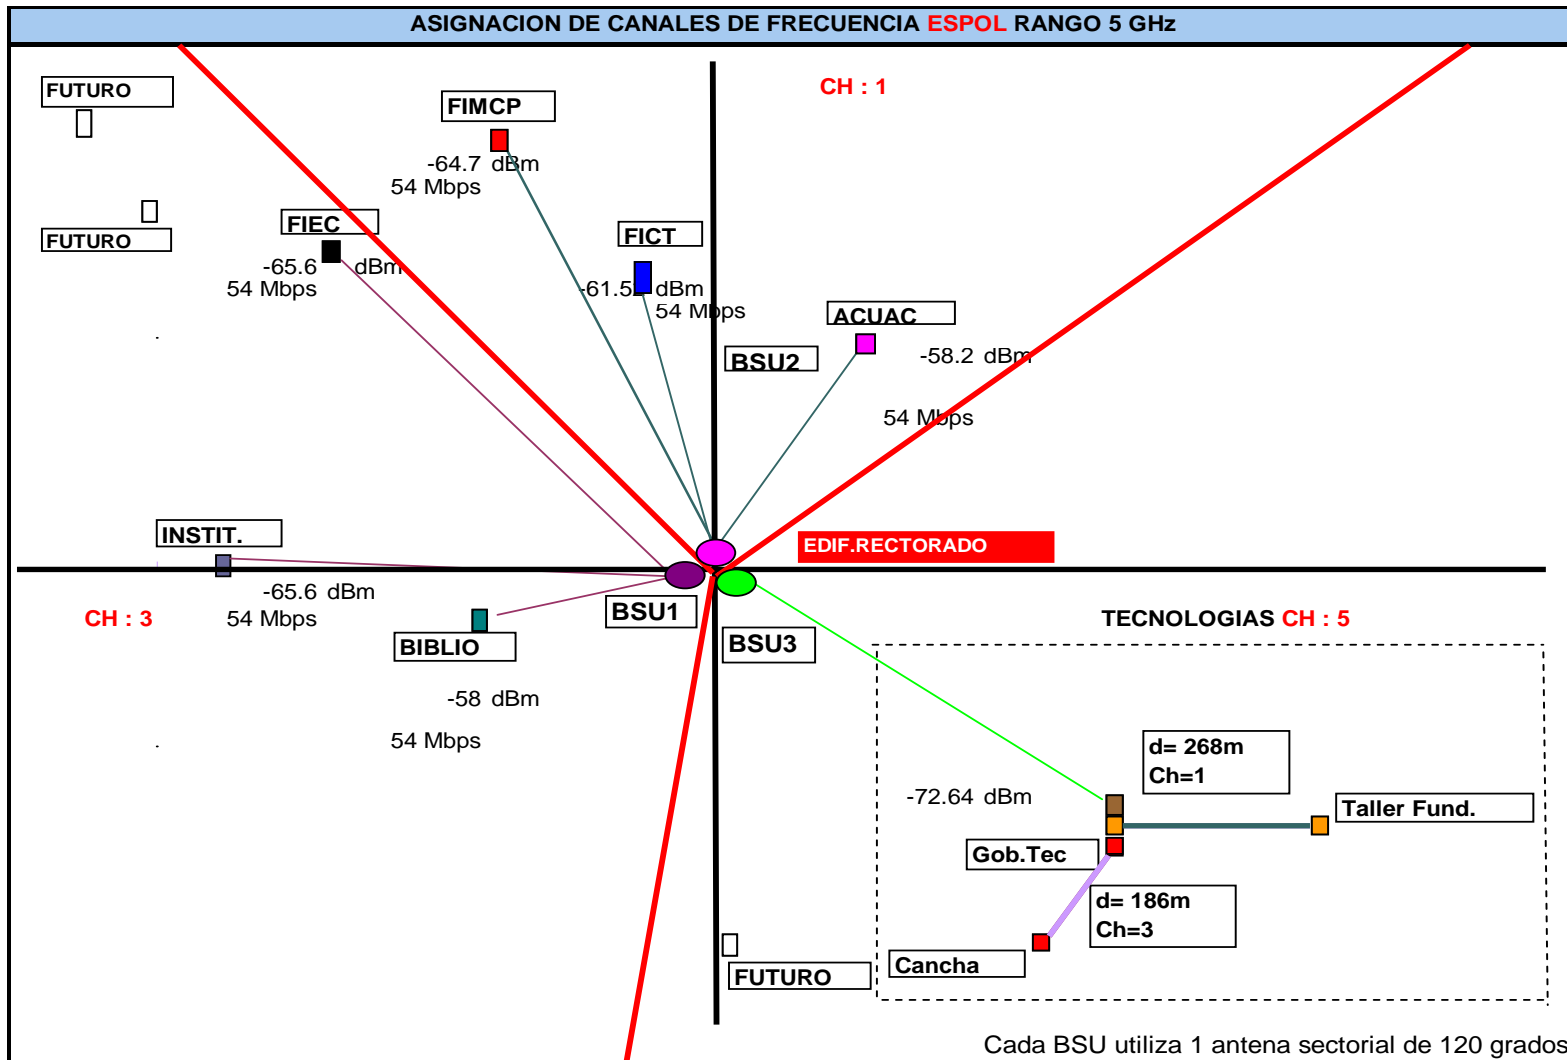 ASIGNACION DE CANALES DE FRECUENCIA ESPOL RANGO 5 GHz
FUTURO
FIMCP
CH : 1
-64.7 dBm
54 Mbps
FUTURO
FIEC
FICT
-65.6 dBm
54 Mbps
-61.52 dBm
54 Mbps
ACUAC
BSU2
-58.2 dBm
54 Mbps
INSTIT.
EDIF.RECTORADO
-65.6 dBm
54 Mbps
CH : 3
BSU1
BIBLIO
BSU3
TECNOLOGIAS CH : 5
-58 dBm
54 Mbps
d= 268m
Ch=1
-72.64 dBm
Taller Fund.
Gob.Tec
d= 186m
Ch=3
Cancha
FUTURO
Cada BSU utiliza 1 antena sectorial de 120 grados